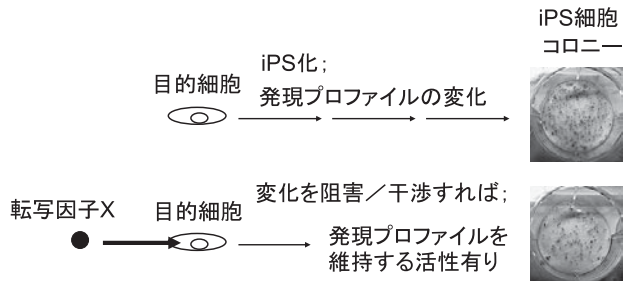 iPS細胞
コロニー
iPS化;
目的細胞
発現プロファイルの変化
変化を阻害／干渉すれば;
転写因子X
目的細胞
発現プロファイルを
維持する活性有り